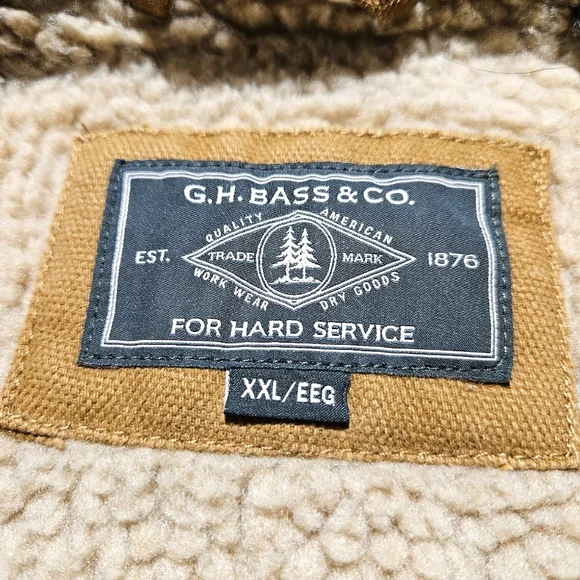 G.H. BASS & CO.
QUALITY AMERICAN
EST. TRADE MARK 1876
WORK WEAR DRY GOODS
FOR HARD SERVICE
XXL/EEG